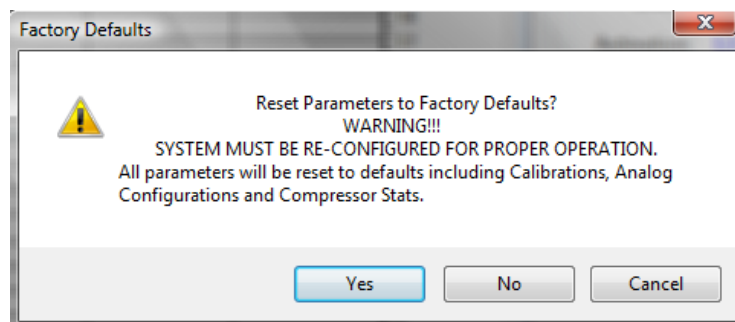 Factory Defaults
Reset Parameters to Factory Defaults?
WARNING!!!
SYSTEM MUST BE RE-CONFIGURED FOR PROPER OPERATION.
All parameters will be reset to defaults including Calibrations, Analog
Configurations and Compressor Stats.
Yes No Cancel